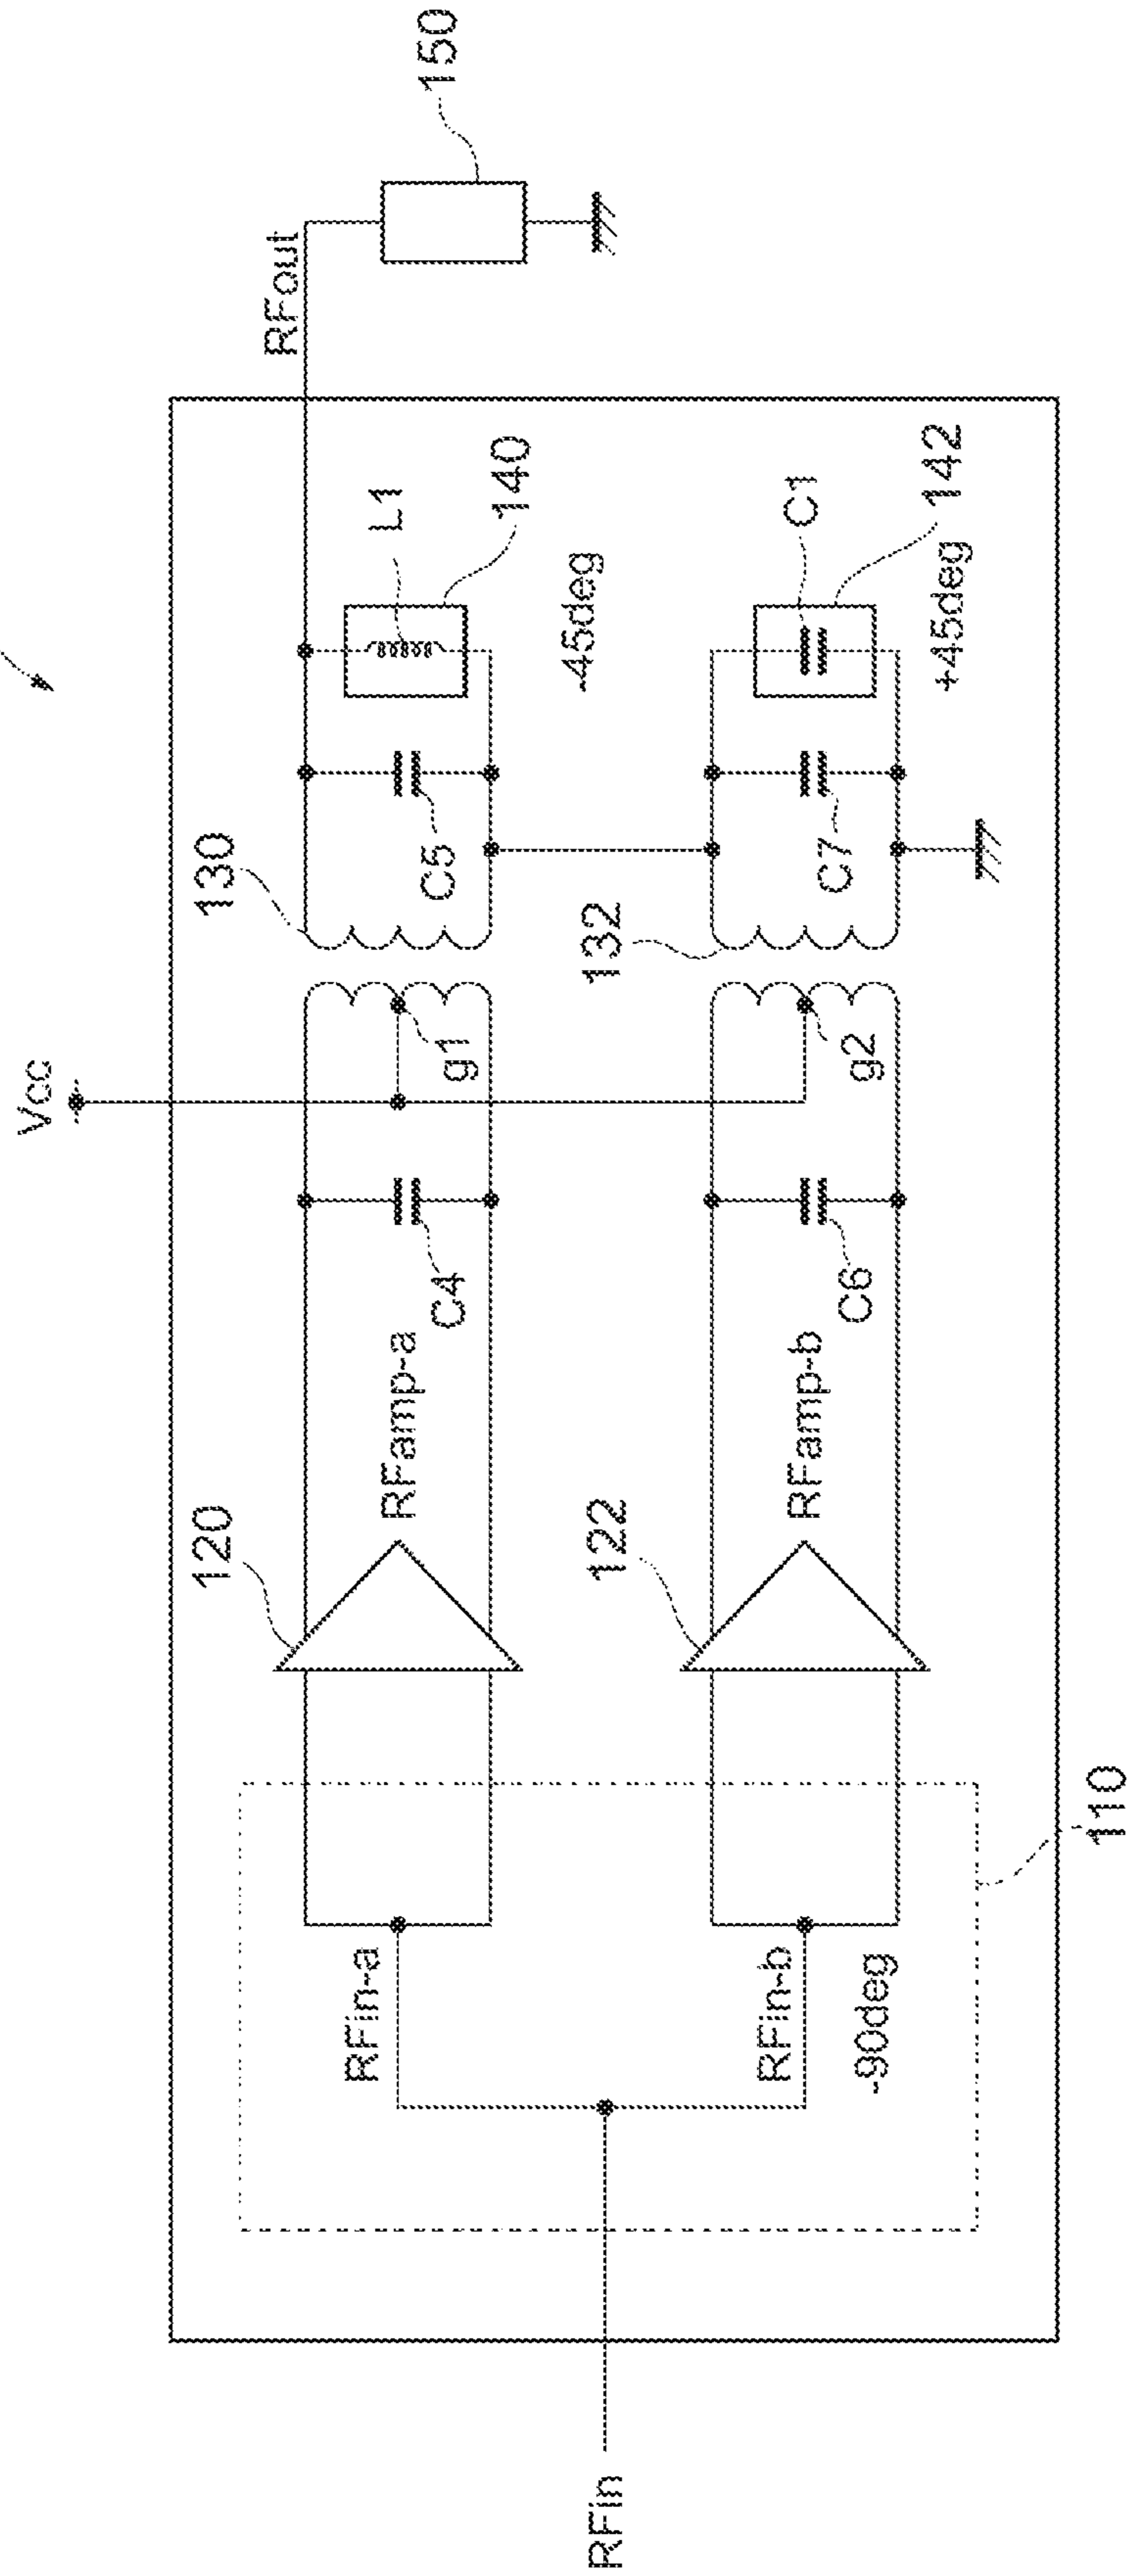 Vcc
130
RFout
150
120
RFamp-a
C4
g1
C5
L1
140
-45deg
RFin-a
RFin
122
132
RFamp-b
C6
g2
C7
C1
142
+45deg
RFin-b
-90deg
110